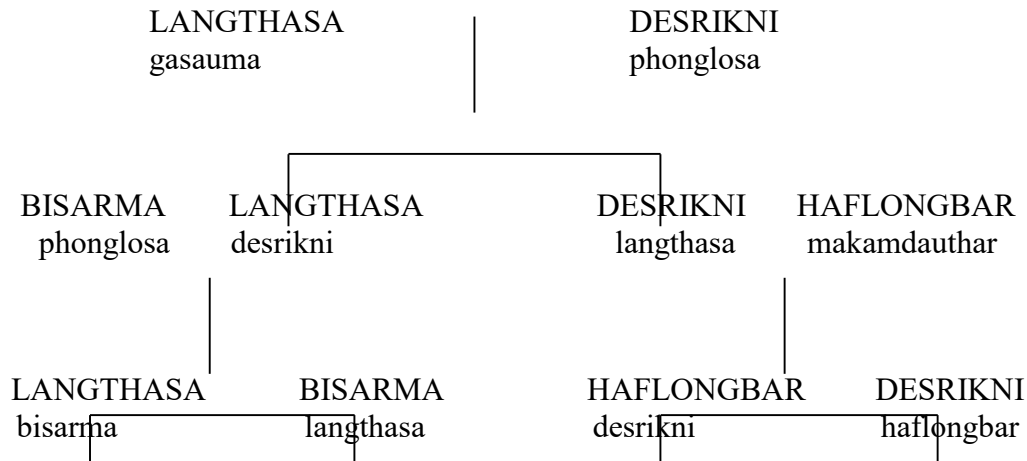 LANGTHASA DESRIKNI
gasauma phonglosa
BISARMA LANGTHASA DESRIKNI HAFLONGBAR
phonglosa desrikni langthasa makamdauthar
LANGTHASA BISARMA HAFLONGBAR DESRIKNI
bisarma langthasa desrikni haflongbar